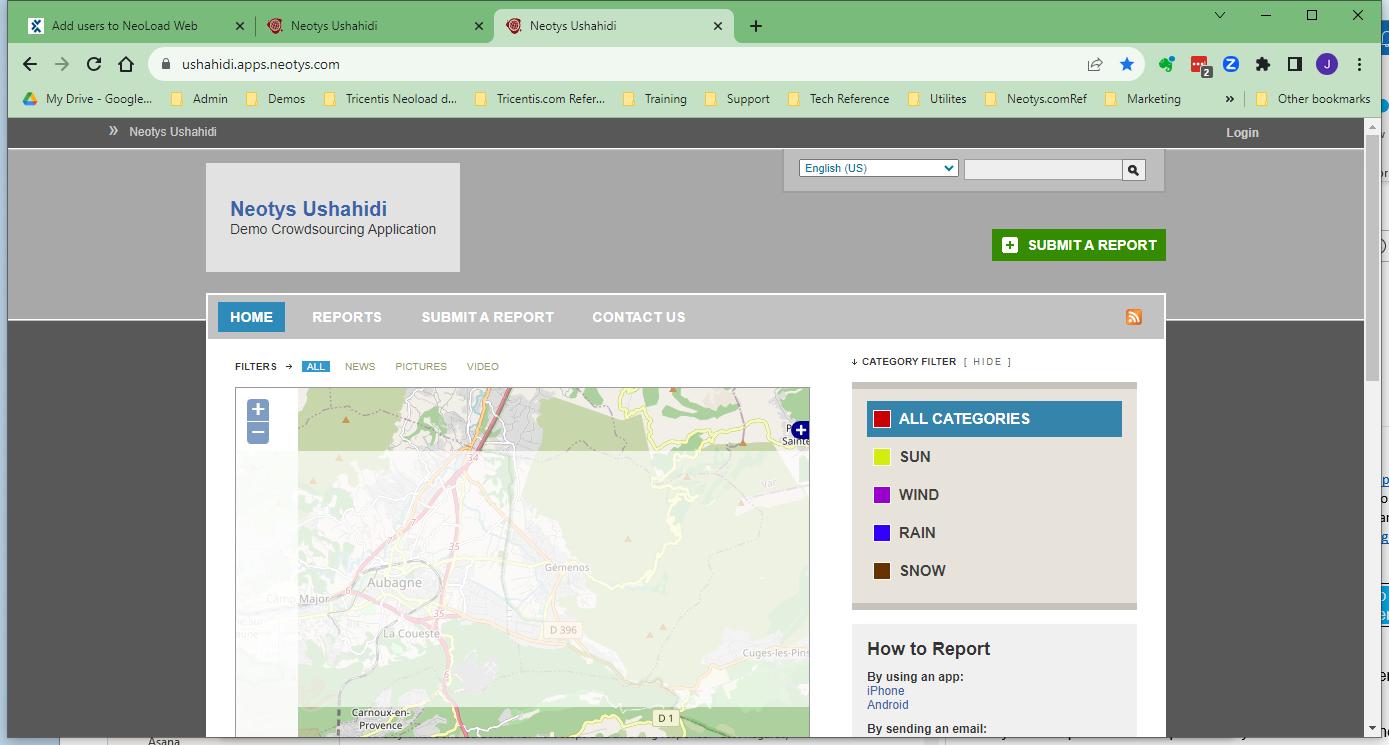 Add users to NeoLoad Web
Neotys Ushahidi
Neotys Ushahidi
ushahidi.apps.neotys.com
2
J
My Drive - Google...
Admin
Demos
Tricentis Neoload d...
Tricentis.com Refer...
Training
Support
Tech Reference
Utilites
Neotys.comRef
Marketing
»
Other bookmarks
» Neotys Ushahidi
Login
English (US)
Neotys Ushahidi
Demo Crowdsourcing Application
SUBMIT A REPORT
HOME
REPORTS
SUBMIT A REPORT
CONTACT US
FILTERS → ALL NEWS PICTURES VIDEO
↓ CATEGORY FILTER [ HIDE ]
ALL CATEGORIES
SUN
WIND
RAIN
SNOW
How to Report
By using an app:
iPhone
Android
By sending an email:
+
−
34
Var
35
Gémenos
Aubagne
6
Camp Major
35
D 396
La Coueste
Cuges-les-Pins
Carnoux-en-
Provence
D 1
Asana